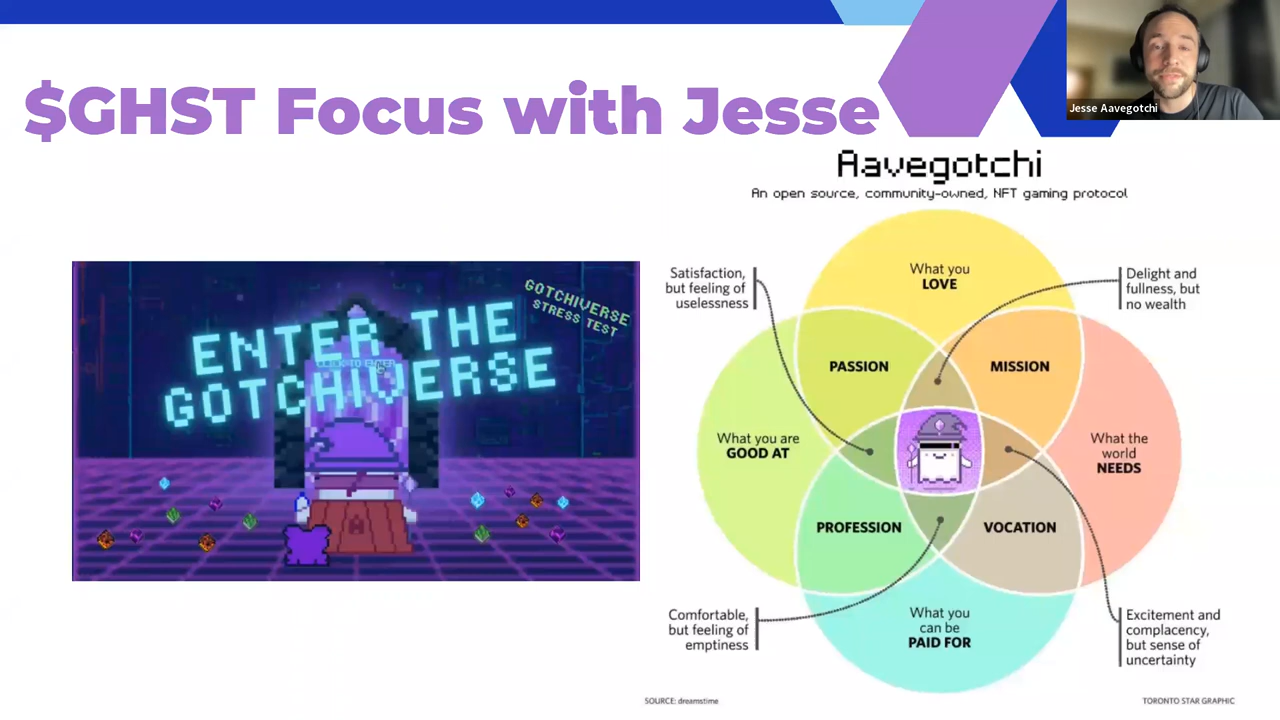 $GHST Focus with Jesse
Jesse Aavegotchi
Aavegotchi
An open source, community-owned, NFT gaming protocol
GOTCHIVERSE
STRESS TEST
ENTER THE
GOTCHIVERSE
What you
LOVE
Satisfaction,
but feeling of
uselessness
Delight and
fullness, but
no wealth
PASSION
MISSION
What you are
GOOD AT
What the
world
NEEDS
PROFESSION
VOCATION
What you
can be
PAID FOR
Comfortable,
but feeling of
emptiness
Excitement and
complacency,
but sense of
uncertainty
SOURCE: dreamstime
TORONTO STAR GRAPHIC